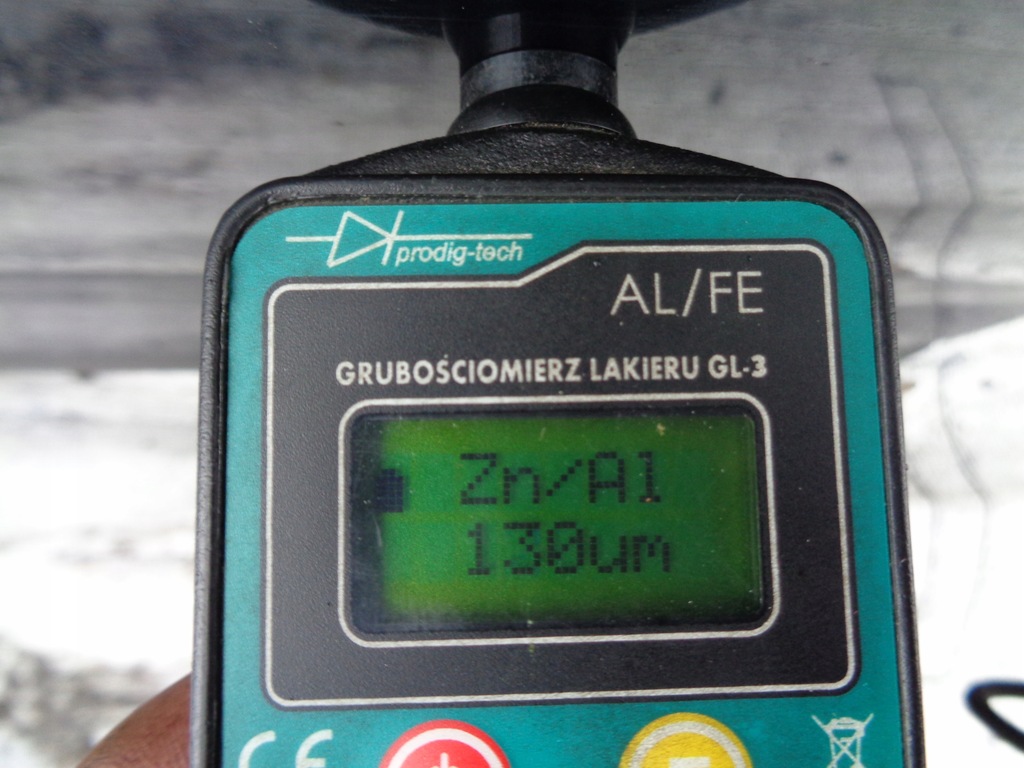 prodig-tech
AL/FE
GRUBOŚCIOMIERZ LAKIERU GL-3
Zn/Al
130um
CE